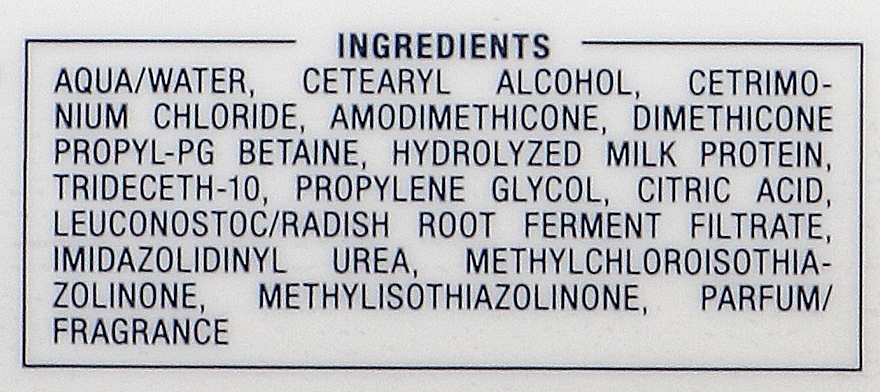 INGREDIENTS
AQUA/WATER, CETEARYL ALCOHOL, CETRIMO-
NIUM CHLORIDE, AMODIMETHICONE, DIMETHICONE
PROPYL-PG BETAINE, HYDROLYZED MILK PROTEIN,
TRIDECETH-10, PROPYLENE GLYCOL, CITRIC ACID,
LEUCONOSTOC/RADISH ROOT FERMENT FILTRATE,
IMIDAZOLIDINYL UREA, METHYLCHLOROISOTHIA-
ZOLINONE, METHYLISOTHIAZOLINONE, PARFUM/
FRAGRANCE